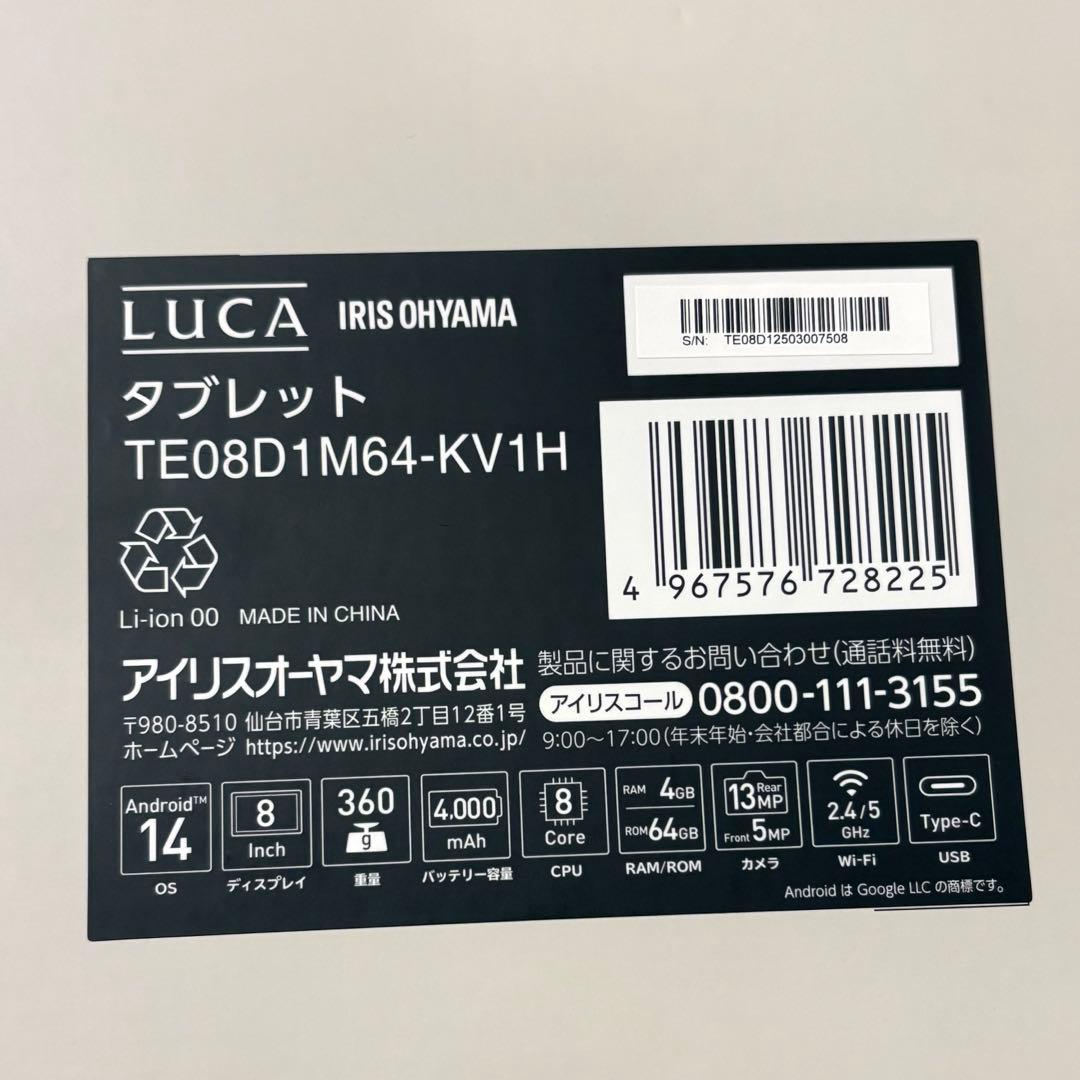 LUCA IRIS OHYAMA
タブレット
TE08D1M64-KV1H
Li-ion 00 MADE IN CHINA
S/N: TE08D12503007508
4 967576 728225
アイリスオーヤマ株式会社
〒980-8510 仙台市青葉区五橋2丁目12番1号
ホームページ https://www.irisohyama.co.jp/
製品に関するお問い合わせ(通話料無料)
アイリスコール 0800-111-3155
9:00〜17:00(年末年始・会社都合による休日を除く)
Android™ 14
OS
8 Inch
ディスプレイ
360 g
重量
4,000 mAh
バッテリー容量
8 Core
CPU
RAM 4GB
ROM 64GB
RAM/ROM
13MP Rear
Front 5MP
カメラ
2.4/5 GHz
Wi-Fi
Type-C
USB
Android は Google LLC の商標です。